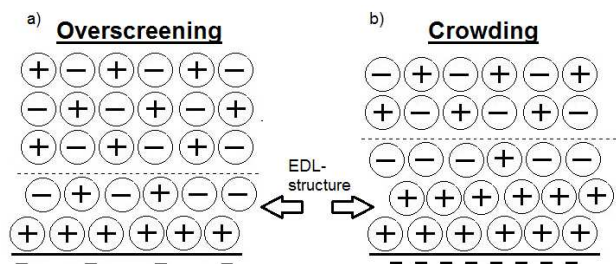 a)
Overscreening
b)
Crowding
+ − + − + −
− + − + − +
+ − + − + −
− + − + − −
+ + + + + +
− − − −
EDL-
structure
− + − + − +
+ − + − + −
− − − + − −
+ + + + + +
+ + + + + +
− − − − − − −